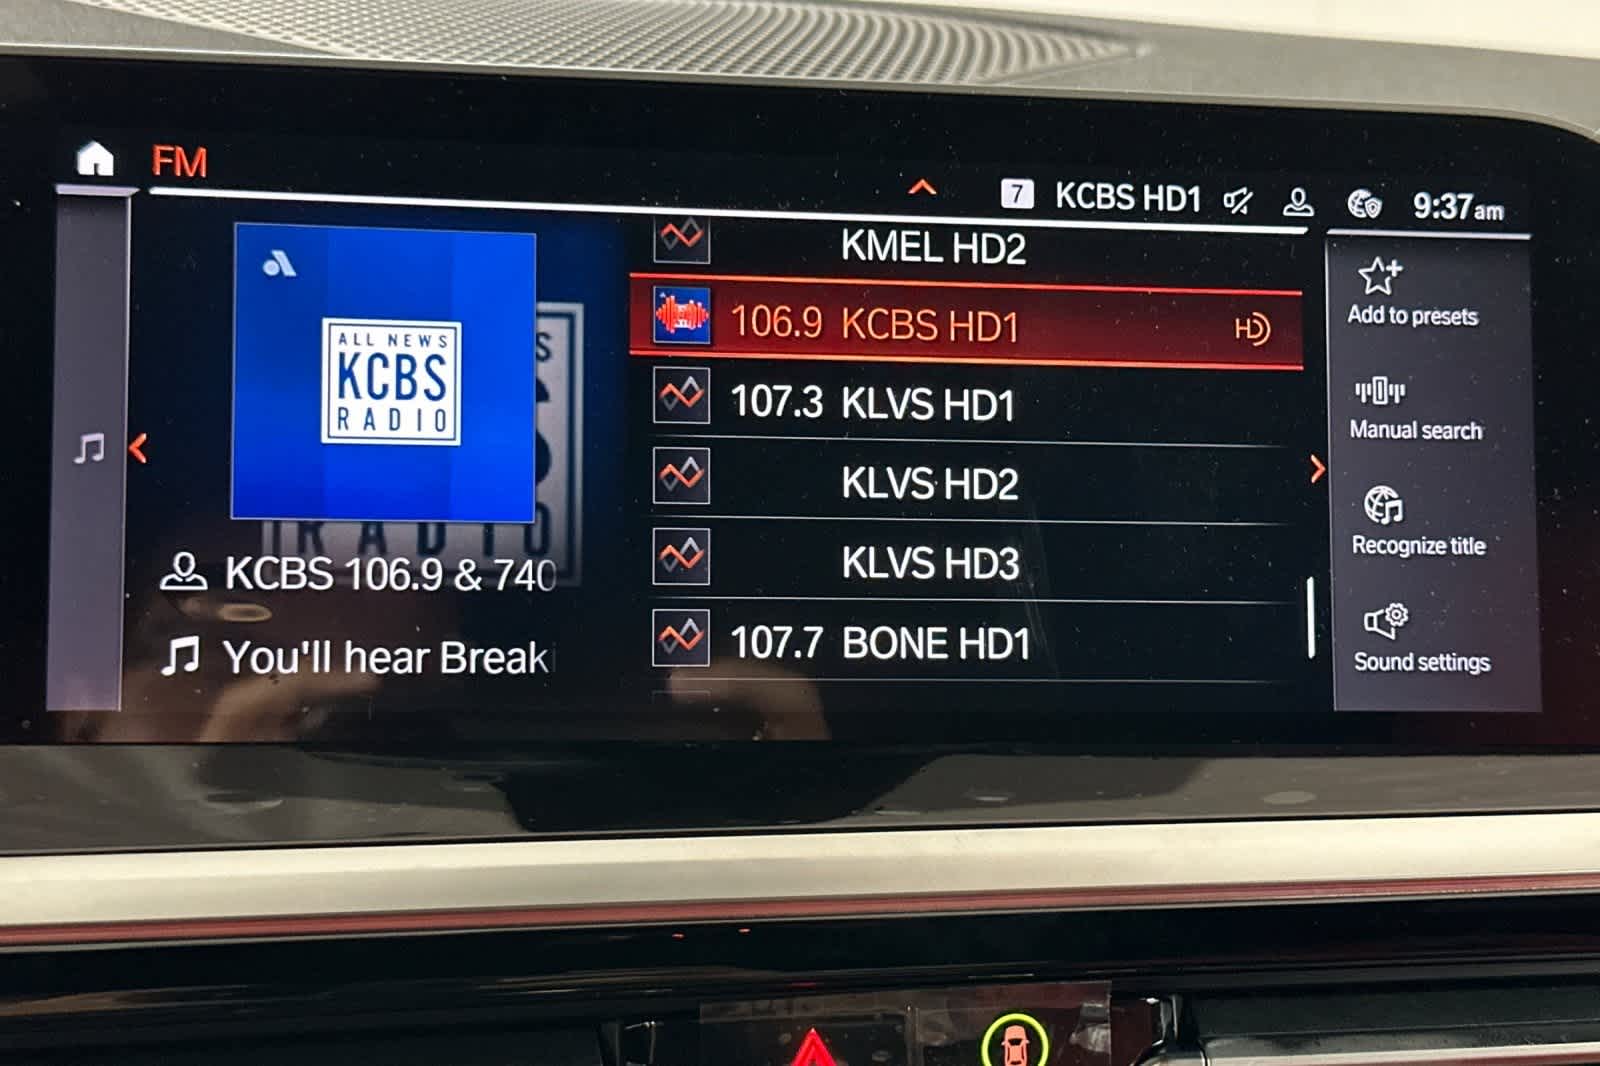 FM
7 KCBS HD1 9:37am
ALL NEWS
KCBS
RADIO
KCBS 106.9 & 740
You'll hear Break
KMEL HD2
106.9 KCBS HD1 HD
107.3 KLVS HD1
KLVS HD2
KLVS HD3
107.7 BONE HD1
Add to presets
Manual search
Recognize title
Sound settings